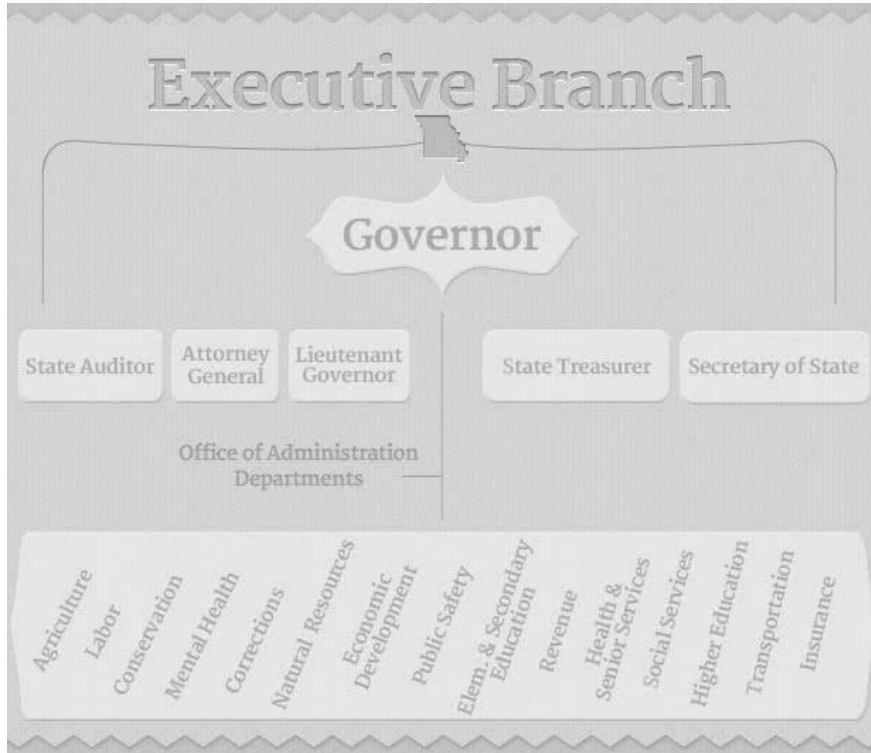 Executive Branch
Governor
State Auditor
Attorney
General
Lieutenant
Governor
State Treasurer
Secretary of State
Office of Administration
Departments
Agriculture
Labor
Conservation
Mental Health
Corrections
Natural Resources
Economic
Development
Public Safety
Elem. & Secondary
Education
Revenue
Health &
Senior Services
Social Services
Higher Education
Transportation
Insurance